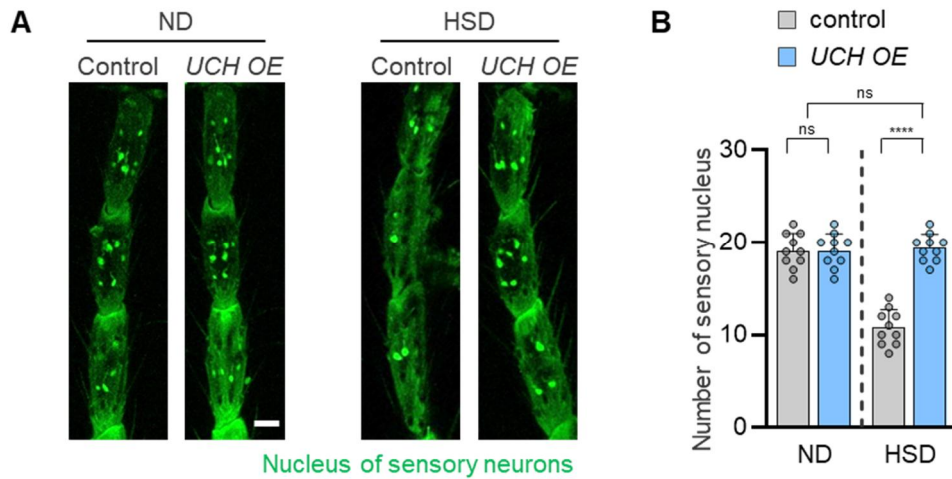 A
ND
HSD
Control
UCH OE
Control
UCH OE
Nucleus of sensory neurons
B
control
UCH OE
ns
ns
****
Number of sensory nucleus
30
20
10
0
ND
HSD